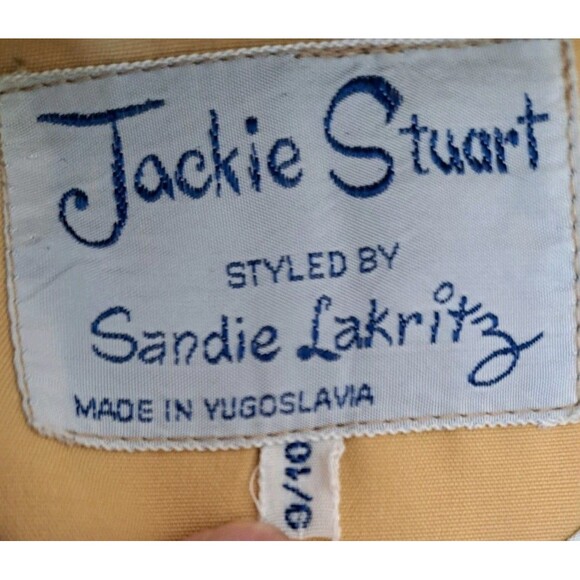 Jackie Stuart
STYLED BY
Sandie Lakritz
MADE IN YUGOSLAVIA
9/10